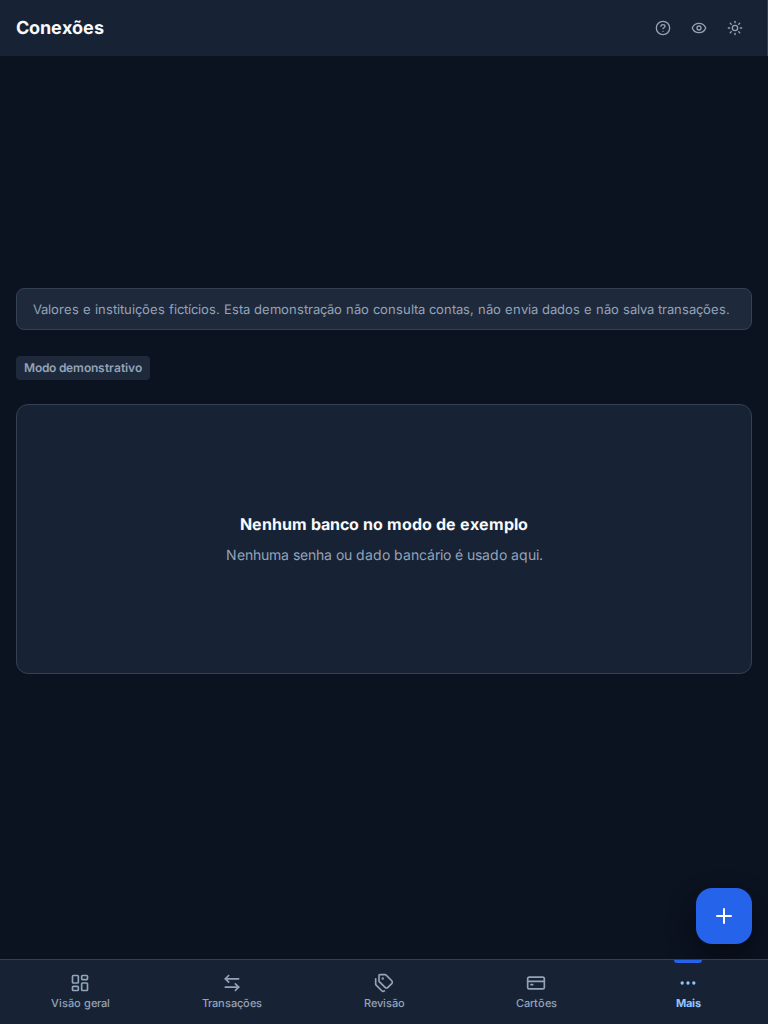 Conexões
Valores e instituições fictícios. Esta demonstração não consulta contas, não envia dados e não salva transações.
Modo demonstrativo
Nenhum banco no modo de exemplo
Nenhuma senha ou dado bancário é usado aqui.
Visão geral
Transações
Revisão
Cartões
Mais